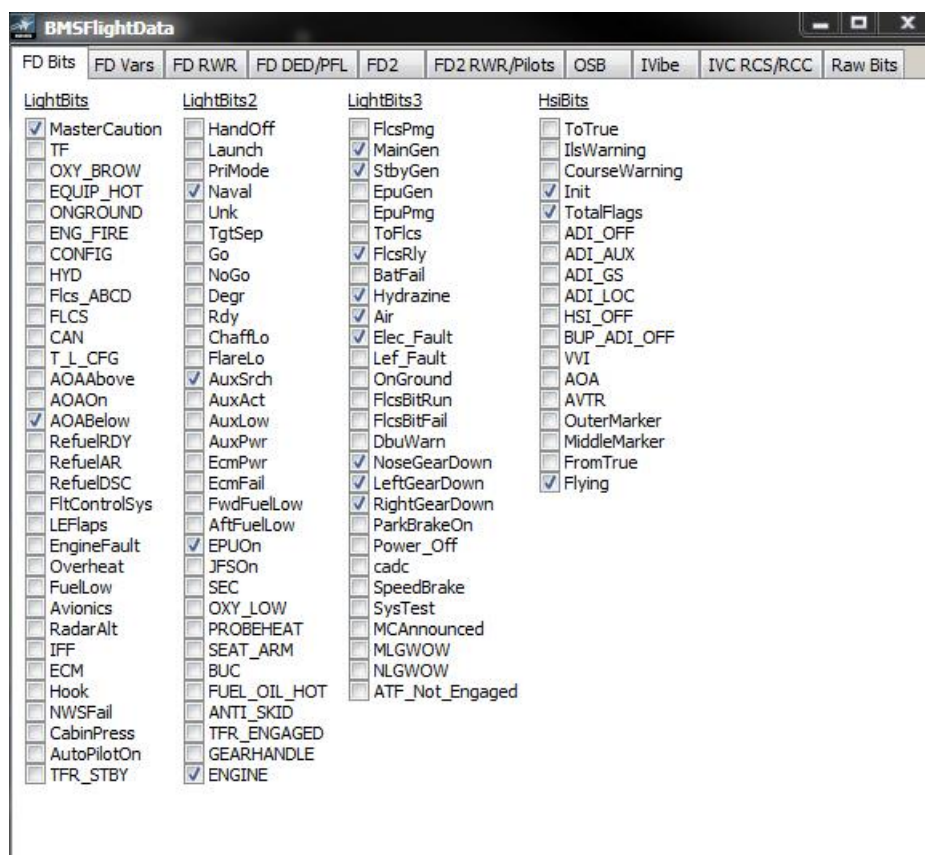 BMSFlightData
FD Bits FD Vars FD RWR FD DED/PFL FD2 FD2 RWR/Pilots OSB IVibe IVC RCS/RCC Raw Bits
LightBits
MasterCaution
TF
OXY_BROW
EQUIP_HOT
ONGROUND
ENG_FIRE
CONFIG
HYD
Flcs_ABCD
FLCS
CAN
T_L_CFG
AOAAbove
AOAOn
AOABelow
RefuelRDY
RefuelAR
RefuelDSC
FltControlSys
LEFlaps
EngineFault
Overheat
FuelLow
Avionics
RadarAlt
IFF
ECM
Hook
NWSFail
CabinPress
AutoPilotOn
TFR_STBY
LightBits2
HandOff
Launch
PriMode
Naval
Unk
TgtSep
Go
NoGo
Degr
Rdy
ChaffLo
FlareLo
AuxSrch
AuxAct
AuxLow
AuxPwr
EcmPwr
EcmFail
FwdFuelLow
AftFuelLow
EPUOn
JFSOn
SEC
OXY_LOW
PROBEHEAT
SEAT_ARM
BUC
FUEL_OIL_HOT
ANTI_SKID
TFR_ENGAGED
GEARHANDLE
ENGINE
LightBits3
FlcsPmg
MainGen
StbyGen
EpuGen
EpuPmg
ToFlcs
FlcsRly
BatFail
Hydrazine
Air
Elec_Fault
Lef_Fault
OnGround
FlcsBitRun
FlcsBitFail
DbuWarn
NoseGearDown
LeftGearDown
RightGearDown
ParkBrakeOn
Power_Off
cadc
SpeedBrake
SysTest
MCAnnounced
MLGWOW
NLGWOW
ATF_Not_Engaged
HsiBits
ToTrue
IlsWarning
CourseWarning
Init
TotalFlags
ADI_OFF
ADI_AUX
ADI_GS
ADI_LOC
HSI_OFF
BUP_ADI_OFF
VVI
AOA
AVTR
OuterMarker
MiddleMarker
FromTrue
Flying